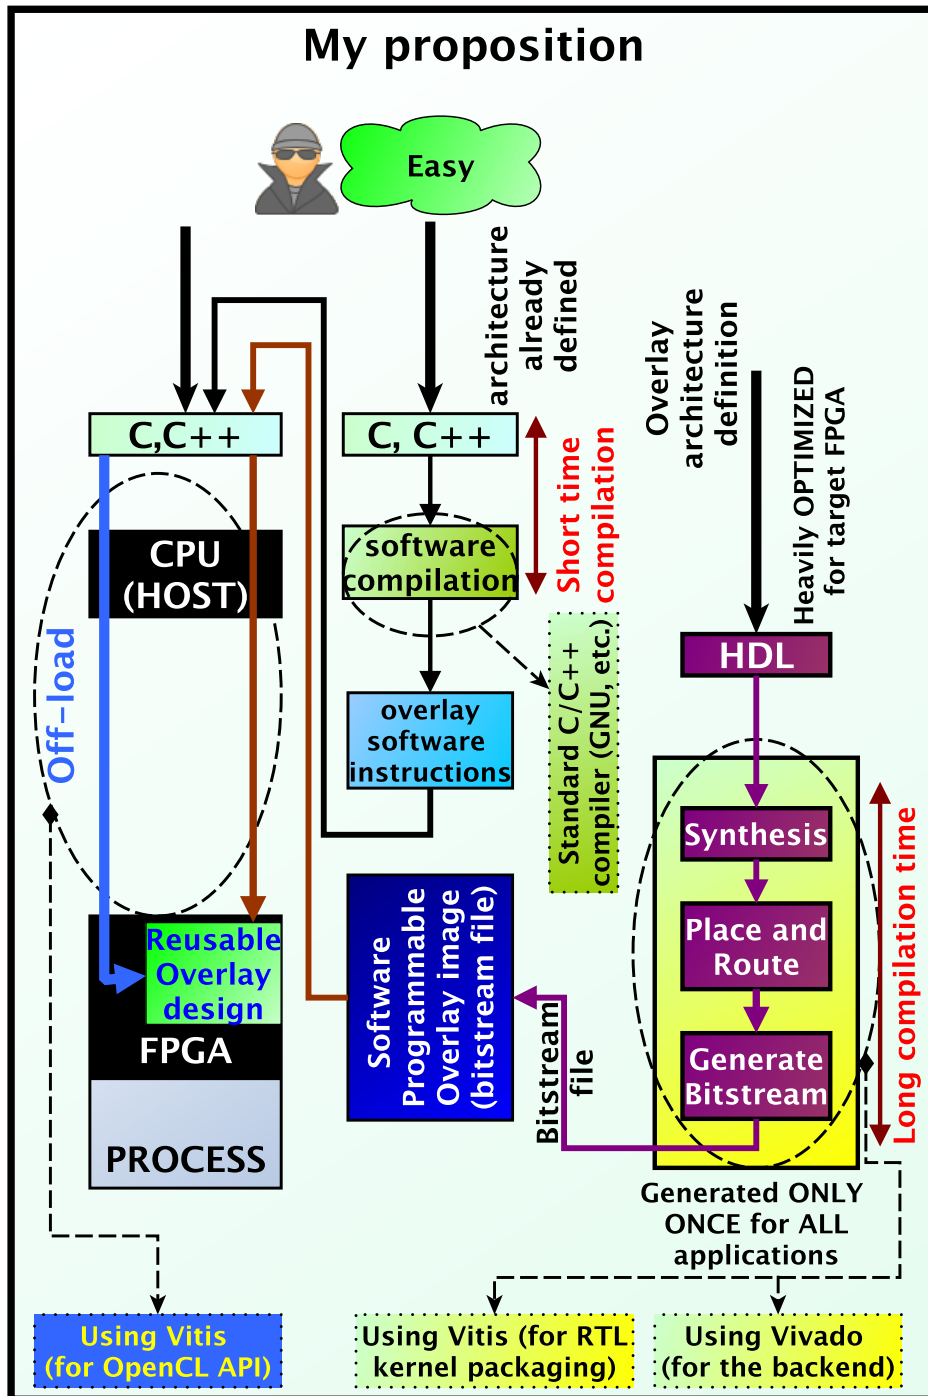 My proposition
Easy
architecture
already
defined
Overlay
architecture
definition
Heavily OPTIMIZED
for target FPGA
C,C++
C, C++
Short time
compilation
CPU
(HOST)
software
compilation
Standard C/C++
compiler (GNU, etc.)
HDL
Off-load
overlay
software
instructions
Synthesis
Place and
Route
Generate
Bitstream
Long compilation time
Software
Programmable
Overlay image
(bitstream file)
Bitstream
file
Reusable
Overlay
design
FPGA
PROCESS
Generated ONLY
ONCE for ALL
applications
Using Vitis
(for OpenCL API)
Using Vitis (for RTL
kernel packaging)
Using Vivado
(for the backend)